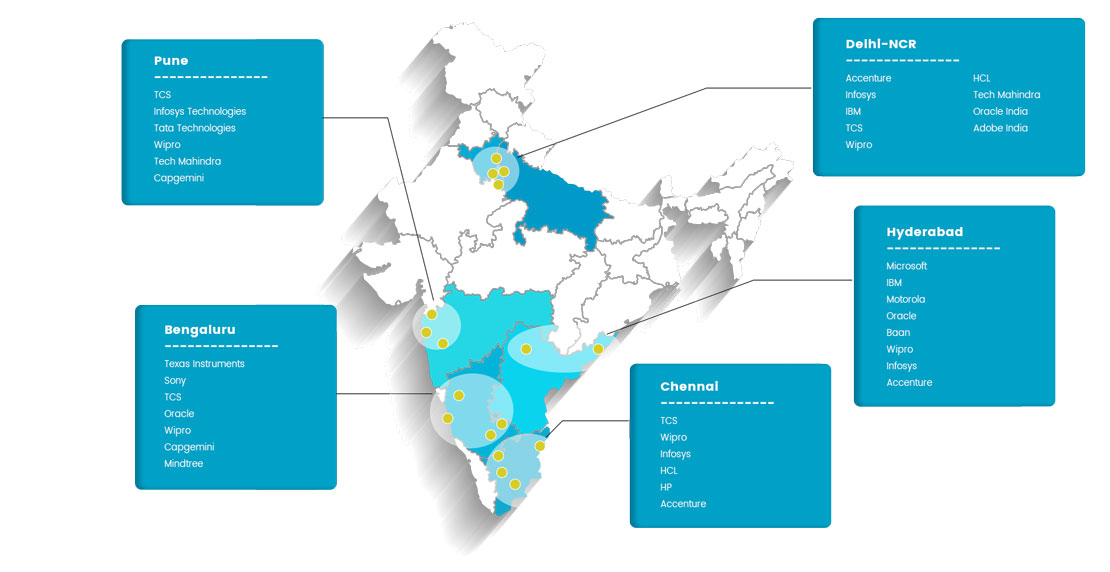 Pune
TCS
Infosys Technologies
Tata Technologies
Wipro
Tech Mahindra
Capgemini
Delhl-NCR
Accenture
Infosys
IBM
TCS
Wipro
HCL
Tech Mahindra
Oracle India
Adobe India
Hyderabad
Microsoft
IBM
Motorola
Oracle
Baan
Wipro
Infosys
Accenture
Bengaluru
Texas Instruments
Sony
TCS
Oracle
Wipro
Capgemini
Mindtree
Chennal
TCS
Wipro
Infosys
HCL
HP
Accenture